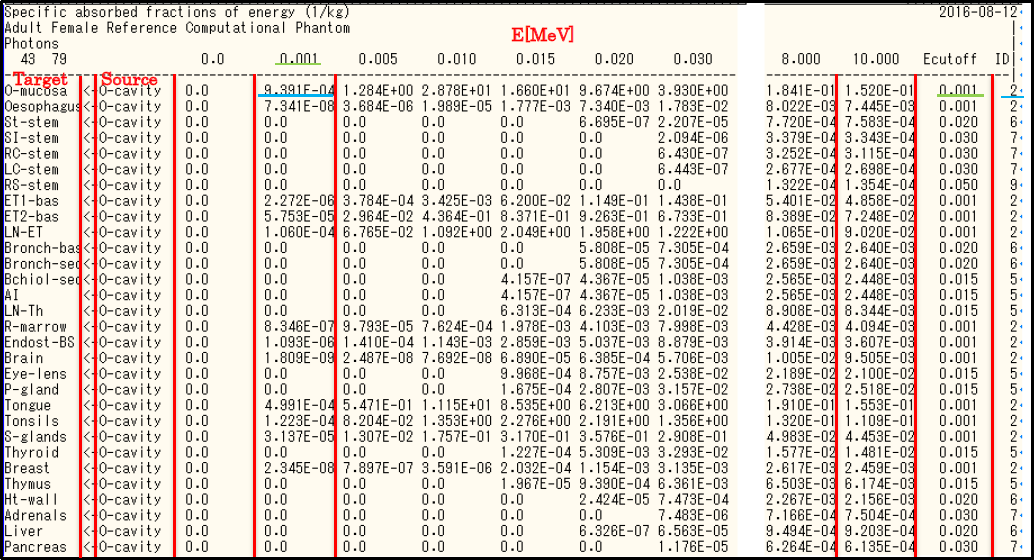 Specific absorbed fractions of energy (1/kg) 2016-08-12
Adult Female Reference Computational Phantom
Photons E[MeV]
43 79 0.0 0.001 0.005 0.010 0.015 0.020 0.030 8.000 10.000 Ecutoff ID
Target Source
O-mucosa <-O-cavity 0.0 9.391E-04 1.284E+00 2.878E+01 1.660E+01 9.674E+00 3.930E+00 1.841E-01 1.520E-01 0.001 2
Oesophagus<-O-cavity 0.0 7.341E-08 3.684E-06 1.989E-05 1.777E-03 7.340E-03 1.783E-02 8.022E-03 7.445E-03 0.001 2
St-stem <-O-cavity 0.0 0.0 0.0 0.0 0.0 6.695E-07 2.207E-05 7.720E-04 7.583E-04 0.020 6
SI-stem <-O-cavity 0.0 0.0 0.0 0.0 0.0 0.0 2.094E-06 3.379E-04 3.343E-04 0.030 7
RC-stem <-O-cavity 0.0 0.0 0.0 0.0 0.0 0.0 6.430E-07 3.252E-04 3.115E-04 0.030 7
LC-stem <-O-cavity 0.0 0.0 0.0 0.0 0.0 0.0 6.443E-07 2.677E-04 2.698E-04 0.030 7
RS-stem <-O-cavity 0.0 0.0 0.0 0.0 0.0 0.0 0.0 1.322E-04 1.354E-04 0.050 9
ET1-bas <-O-cavity 0.0 2.272E-06 3.784E-04 3.425E-03 6.200E-02 1.149E-01 1.438E-01 5.401E-02 4.858E-02 0.001 2
ET2-bas <-O-cavity 0.0 5.753E-05 2.964E-02 4.364E-01 8.371E-01 9.263E-01 6.733E-01 8.389E-02 7.248E-02 0.001 2
LN-ET <-O-cavity 0.0 1.060E-04 6.765E-02 1.092E+00 2.049E+00 1.958E+00 1.222E+00 1.065E-01 9.020E-02 0.001 2
Bronch-bas<-O-cavity 0.0 0.0 0.0 0.0 0.0 5.808E-05 7.305E-04 2.659E-03 2.640E-03 0.020 6
Bronch-sec<-O-cavity 0.0 0.0 0.0 0.0 0.0 5.808E-05 7.305E-04 2.659E-03 2.640E-03 0.020 6
Bchiol-sec<-O-cavity 0.0 0.0 0.0 0.0 4.157E-07 4.367E-05 1.038E-03 2.565E-03 2.448E-03 0.015 5
AI <-O-cavity 0.0 0.0 0.0 0.0 4.157E-07 4.367E-05 1.038E-03 2.565E-03 2.448E-03 0.015 5
LN-Th <-O-cavity 0.0 0.0 0.0 0.0 6.313E-04 6.233E-03 2.019E-02 8.908E-03 8.344E-03 0.015 5
R-marrow <-O-cavity 0.0 8.346E-07 9.793E-05 7.624E-04 1.978E-03 4.103E-03 7.998E-03 4.428E-03 4.094E-03 0.001 2
Endost-BS <-O-cavity 0.0 1.093E-06 1.410E-04 1.143E-03 2.859E-03 5.037E-03 8.879E-03 3.914E-03 3.607E-03 0.001 2
Brain <-O-cavity 0.0 1.809E-09 2.487E-08 7.692E-08 6.890E-05 6.385E-04 5.706E-03 1.005E-02 9.505E-03 0.001 2
Eye-lens <-O-cavity 0.0 0.0 0.0 0.0 9.968E-04 8.757E-03 2.538E-02 2.189E-02 2.100E-02 0.015 5
P-gland <-O-cavity 0.0 0.0 0.0 0.0 1.675E-04 2.807E-03 3.157E-02 2.738E-02 2.518E-02 0.015 5
Tongue <-O-cavity 0.0 4.991E-04 5.471E-01 1.115E+01 8.535E+00 6.213E+00 3.066E+00 1.910E-01 1.553E-01 0.001 2
Tonsils <-O-cavity 0.0 1.223E-04 8.204E-02 1.353E+00 2.276E+00 2.191E+00 1.356E+00 1.320E-01 1.109E-01 0.001 2
S-glands <-O-cavity 0.0 3.137E-05 1.307E-02 1.757E-01 3.170E-01 3.576E-01 2.908E-01 4.983E-02 4.453E-02 0.001 2
Thyroid <-O-cavity 0.0 0.0 0.0 0.0 1.227E-04 5.309E-03 3.293E-02 1.577E-02 1.481E-02 0.015 5
Breast <-O-cavity 0.0 2.345E-08 7.897E-07 3.591E-06 2.032E-04 1.154E-03 3.135E-03 2.617E-03 2.459E-03 0.001 2
Thymus <-O-cavity 0.0 0.0 0.0 0.0 1.967E-05 9.390E-04 6.361E-03 6.503E-03 6.174E-03 0.015 5
Ht-wall <-O-cavity 0.0 0.0 0.0 0.0 0.0 2.424E-05 7.473E-04 2.267E-03 2.156E-03 0.020 6
Adrenals <-O-cavity 0.0 0.0 0.0 0.0 0.0 0.0 7.483E-06 7.166E-04 7.504E-04 0.030 7
Liver <-O-cavity 0.0 0.0 0.0 0.0 0.0 6.326E-07 6.563E-05 9.494E-04 9.203E-04 0.020 6
Pancreas <-O-cavity 0.0 0.0 0.0 0.0 0.0 0.0 1.176E-05 6.264E-04 6.135E-04 0.030 7